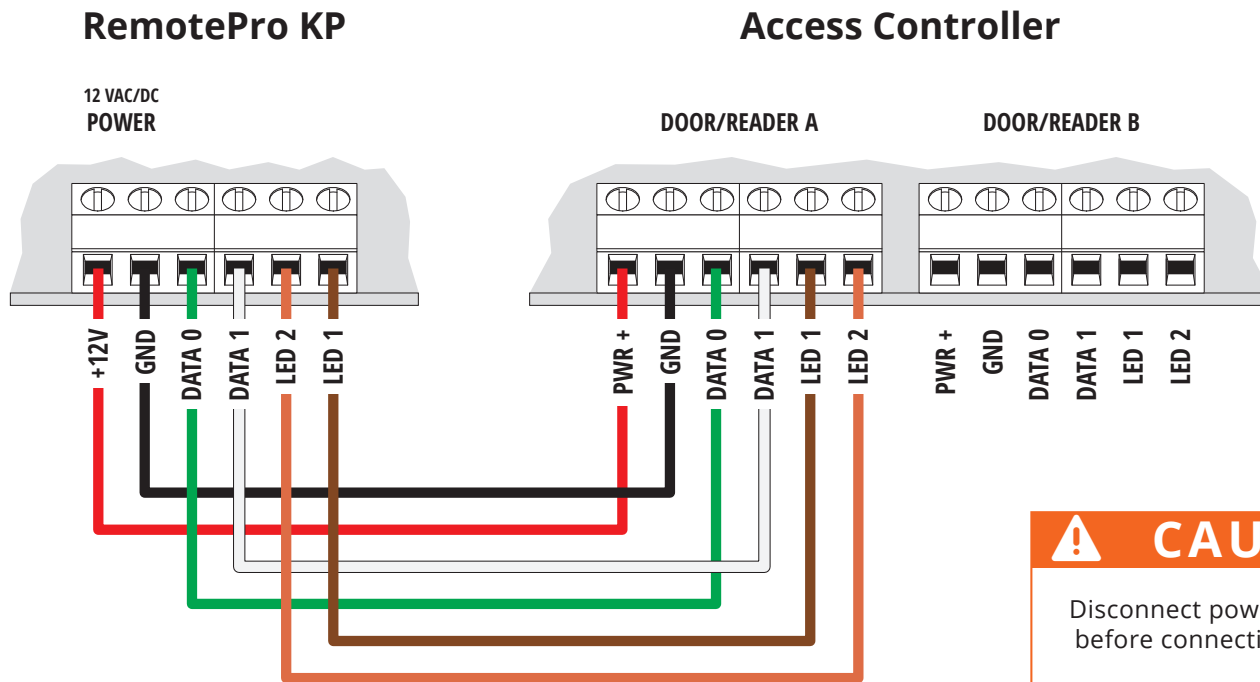 RemotePro KP
Access Controller
12 VAC/DC
POWER
DOOR/READER A
DOOR/READER B
+12V
GND
DATA 0
DATA 1
LED 2
LED 1
PWR +
GND
DATA 0
DATA 1
LED 1
LED 2
PWR +
GND
DATA 0
DATA 1
LED 1
LED 2
CAU
Disconnect pow
before connecti